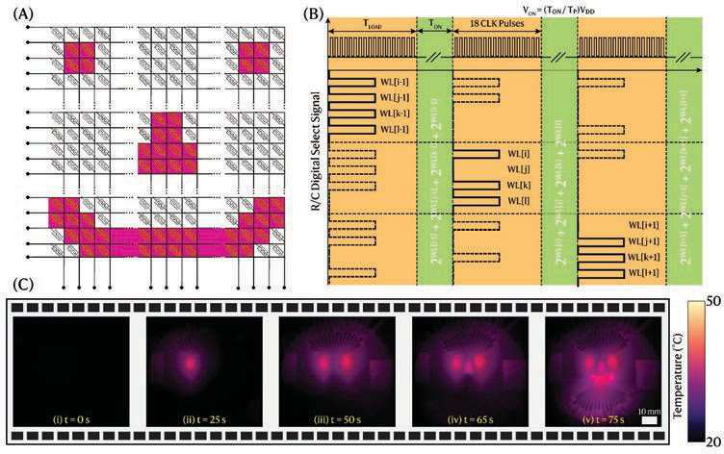 (A)
(B)
V_ON = (T_ON / T_P)V_DD
T_LOAD
T_ON
18 CLK Pulses
R/C Digital Select Signal
WL[i-1]
WL[j-1]
WL[k-1]
WL[l-1]
WL[i]
WL[j]
WL[k]
WL[l]
WL[i+1]
WL[j+1]
WL[k+1]
WL[l+1]
(C)
(i) t = 0 s
(ii) t = 25 s
(iii) t = 50 s
(iv) t = 65 s
(v) t = 75 s
10 mm
50
Temperature (°C)
20